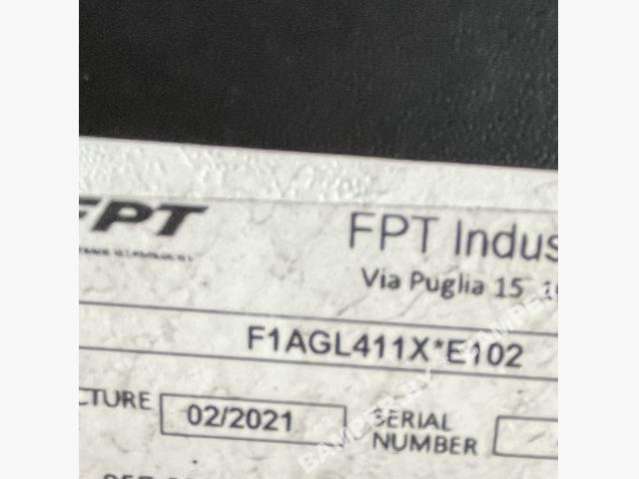 FPT
FPT Indus
Via Puglia 15
F1AGL411X*E102
CTURE 02/2021 SERIAL
NUMBER